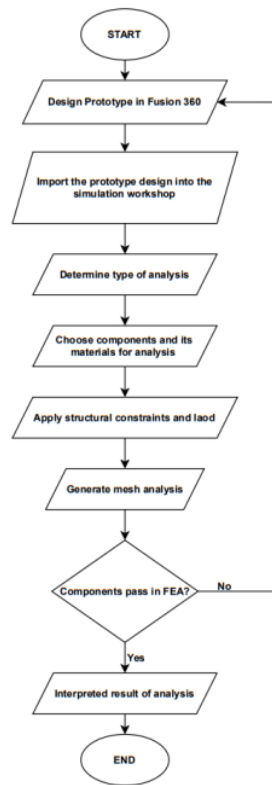 START
Design Prototype in Fusion 360
Import the prototype design into the
simulation workshop
Determine type of analysis
Choose components and its
materials for analysis
Apply structural constraints and laod
Generate mesh analysis
Components pass in FEA?
No
Yes
Interpreted result of analysis
END